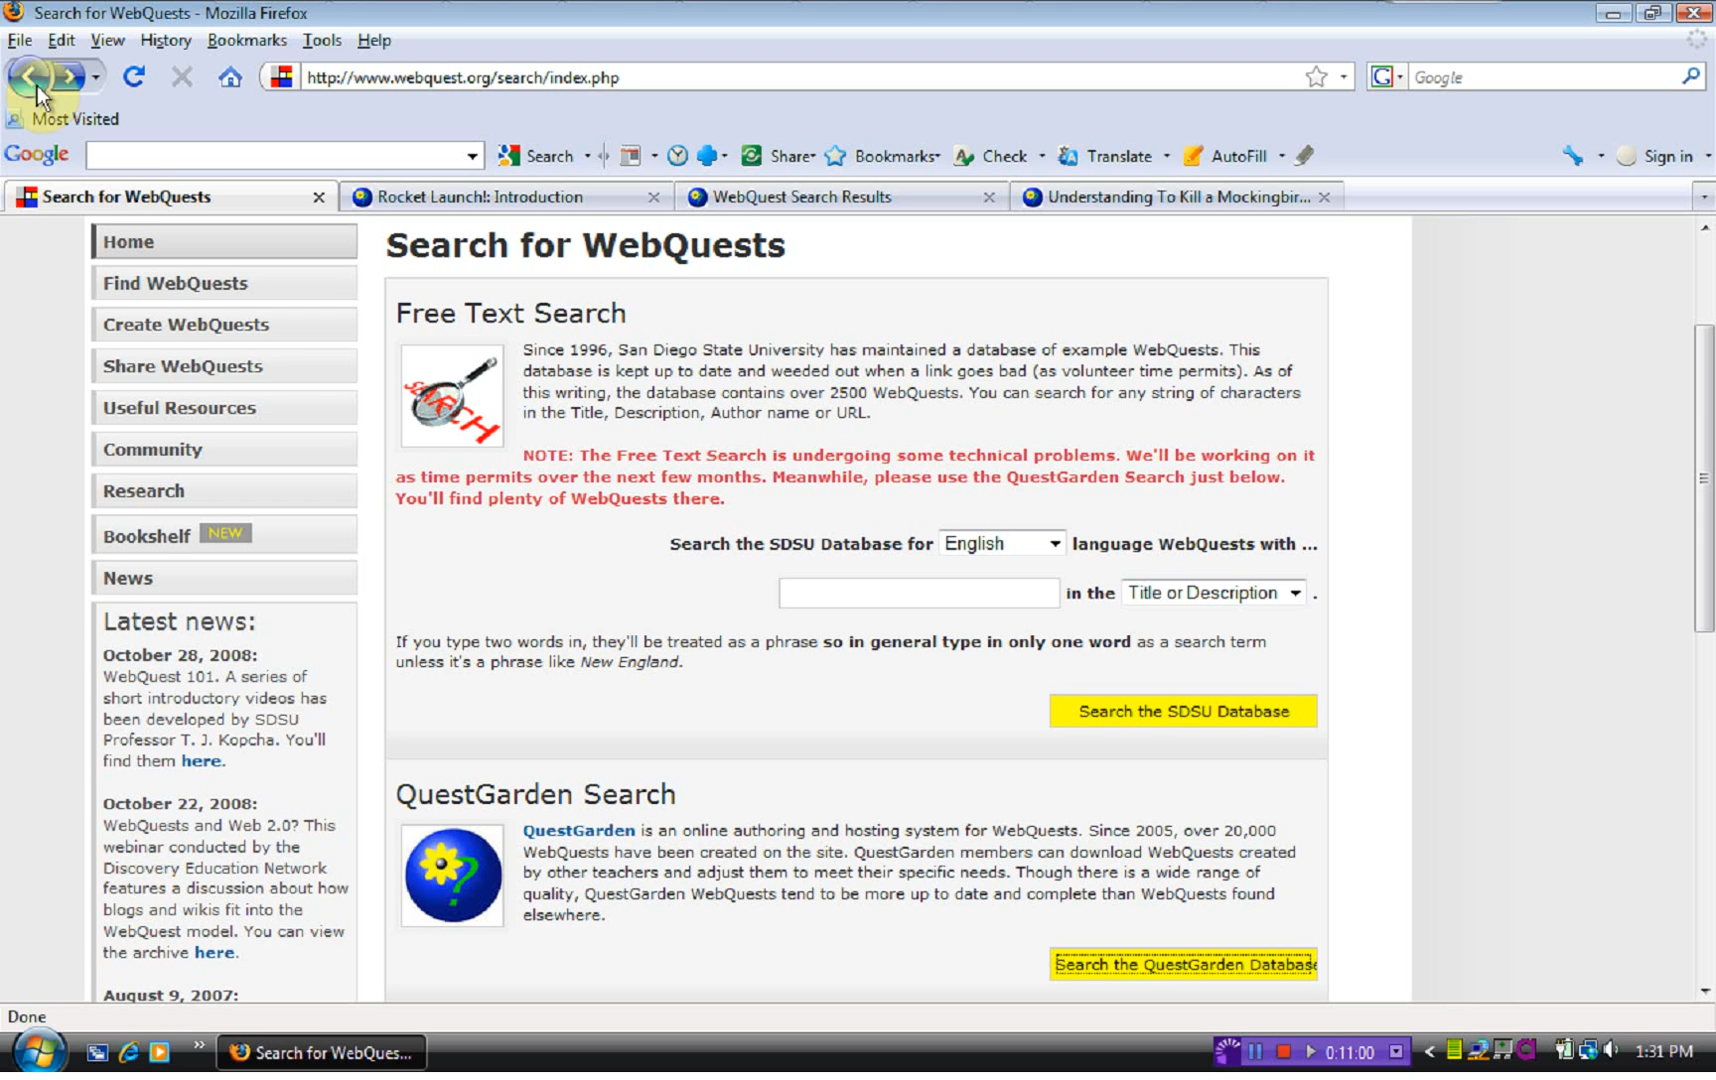 Search for WebQuests - Mozilla Firefox
File Edit View History Bookmarks Tools Help
http://www.webquest.org/search/index.php
G Google
Most Visited
Google Search Share Bookmarks Check Translate AutoFill Sign in
Search for WebQuests Rocket Launch!: Introduction WebQuest Search Results Understanding To Kill a Mockingbir...
Home
Find WebQuests
Create WebQuests
Share WebQuests
Useful Resources
Community
Research
Bookshelf NEW
News
Latest news:
October 28, 2008:
WebQuest 101. A series of
short introductory videos has
been developed by SDSU
Professor T. J. Kopcha. You'll
find them here.
October 22, 2008:
WebQuests and Web 2.0? This
webinar conducted by the
Discovery Education Network
features a discussion about how
blogs and wikis fit into the
WebQuest model. You can view
the archive here.
August 9, 2007:
Search for WebQuests
Free Text Search
SEARCH
Since 1996, San Diego State University has maintained a database of example WebQuests. This
database is kept up to date and weeded out when a link goes bad (as volunteer time permits). As of
this writing, the database contains over 2500 WebQuests. You can search for any string of characters
in the Title, Description, Author name or URL.
NOTE: The Free Text Search is undergoing some technical problems. We'll be working on it
as time permits over the next few months. Meanwhile, please use the QuestGarden Search just below.
You'll find plenty of WebQuests there.
Search the SDSU Database for English language WebQuests with ...
in the Title or Description .
If you type two words in, they'll be treated as a phrase so in general type in only one word as a search term
unless it's a phrase like New England.
Search the SDSU Database
QuestGarden Search
QuestGarden is an online authoring and hosting system for WebQuests. Since 2005, over 20,000
WebQuests have been created on the site. QuestGarden members can download WebQuests created
by other teachers and adjust them to meet their specific needs. Though there is a wide range of
quality, QuestGarden WebQuests tend to be more up to date and complete than WebQuests found
elsewhere.
Search the QuestGarden Database
Done
Search for WebQues... 0:11:00 1:31 PM